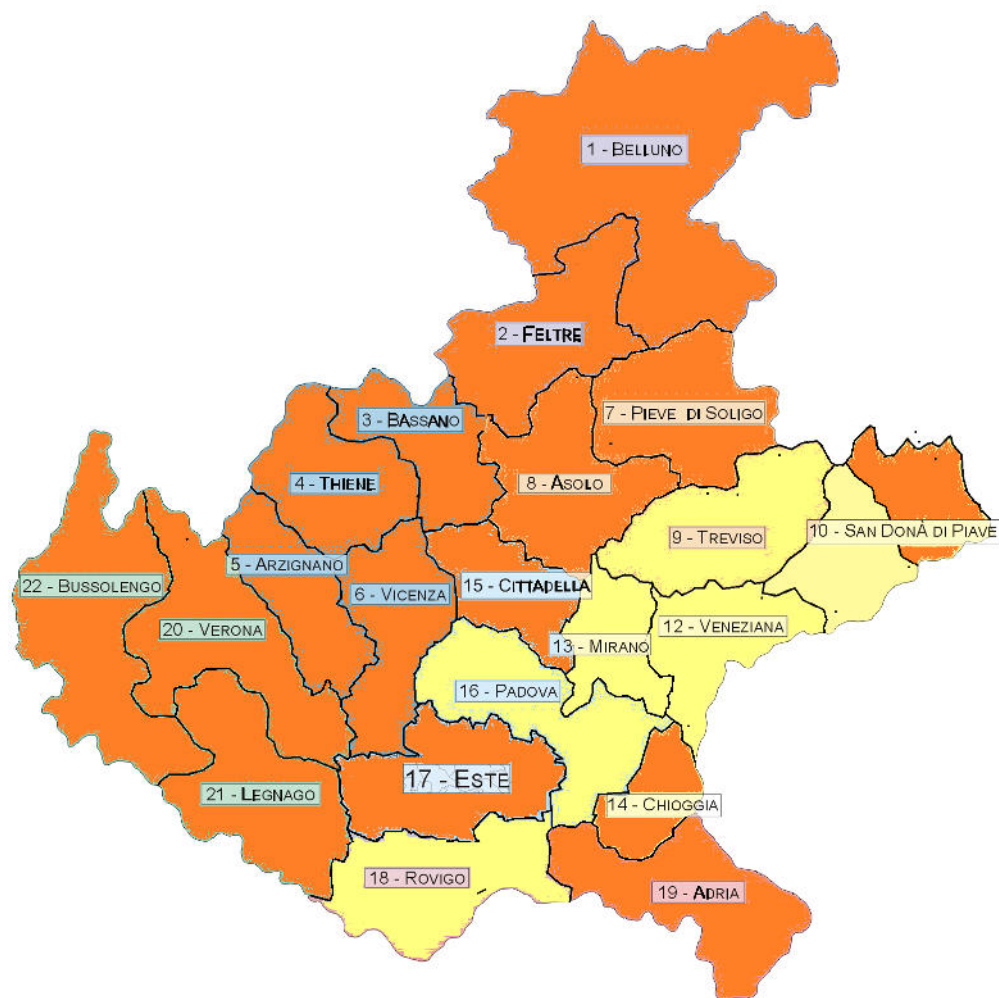 1 - BELLUNO
2 - FELTRE
3 - BASSANO
7 - PIEVE DI SOLIGO
4 - THIENE
8 - ASOLO
9 - TREVISO
10 - SAN DONÀ DI PIAVE
5 - ARZIGNANO
22 - BUSSOLENGO
6 - VICENZA
15 - CITTADELLA
20 - VERONA
12 - VENEZIANA
13 - MIRANO
16 - PADOVA
17 - ESTE
21 - LEGNAGO
14 - CHIOGGIA
18 - ROVIGO
19 - ADRIA